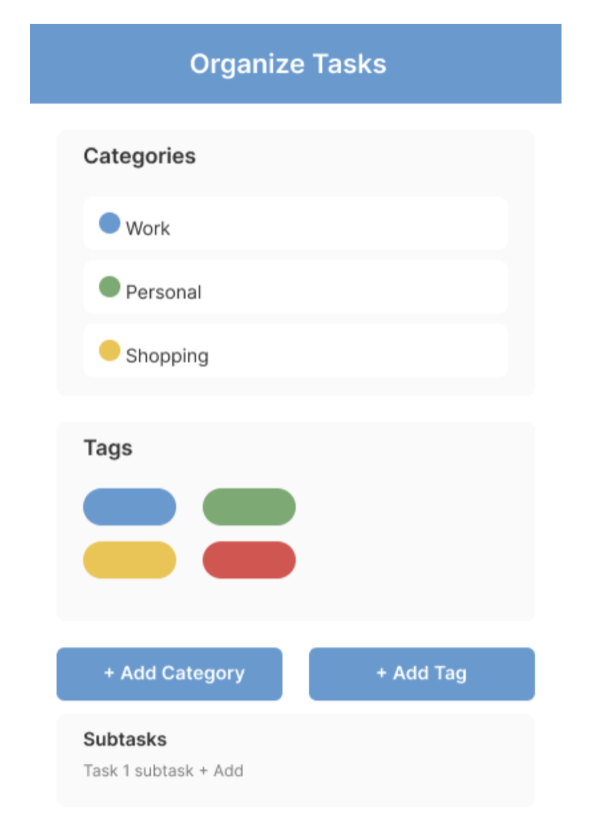 Organize Tasks
Categories
Work
Personal
Shopping
Tags
+ Add Category
+ Add Tag
Subtasks
Task 1 subtask + Add